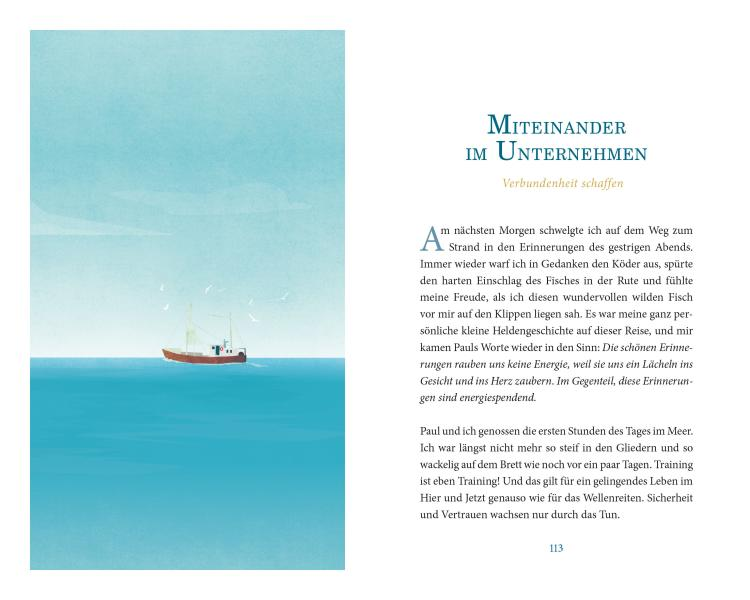 Miteinander
im Unternehmen
Verbundenheit schaffen
Am nächsten Morgen schwelgte ich auf dem Weg zum
Strand in den Erinnerungen des gestrigen Abends.
Immer wieder warf ich in Gedanken den Köder aus, spürte
den harten Einschlag des Fisches in der Rute und fühlte
meine Freude, als ich diesen wundervollen wilden Fisch
vor mir auf den Klippen liegen sah. Es war meine ganz per-
sönliche kleine Heldengeschichte auf dieser Reise, und mir
kamen Pauls Worte wieder in den Sinn: Die schönen Erinne-
rungen rauben uns keine Energie, weil sie uns ein Lächeln ins
Gesicht und ins Herz zaubern. Im Gegenteil, diese Erinnerun-
gen sind energiespendend.
Paul und ich genossen die ersten Stunden des Tages im Meer.
Ich war längst nicht mehr so steif in den Gliedern und so
wackelig auf dem Brett wie noch vor ein paar Tagen. Training
ist eben Training! Und das gilt für ein gelingendes Leben im
Hier und Jetzt genauso wie für das Wellenreiten. Sicherheit
und Vertrauen wachsen nur durch das Tun.
113